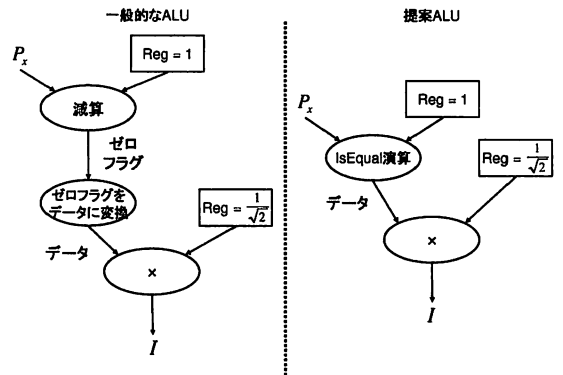 一般的なALU
P_x
Reg = 1
減算
ゼロ
フラグ
ゼロフラグを
データに変換
Reg = 1/√2
データ
×
I
提案ALU
P_x
Reg = 1
IsEqual演算
Reg = 1/√2
データ
×
I